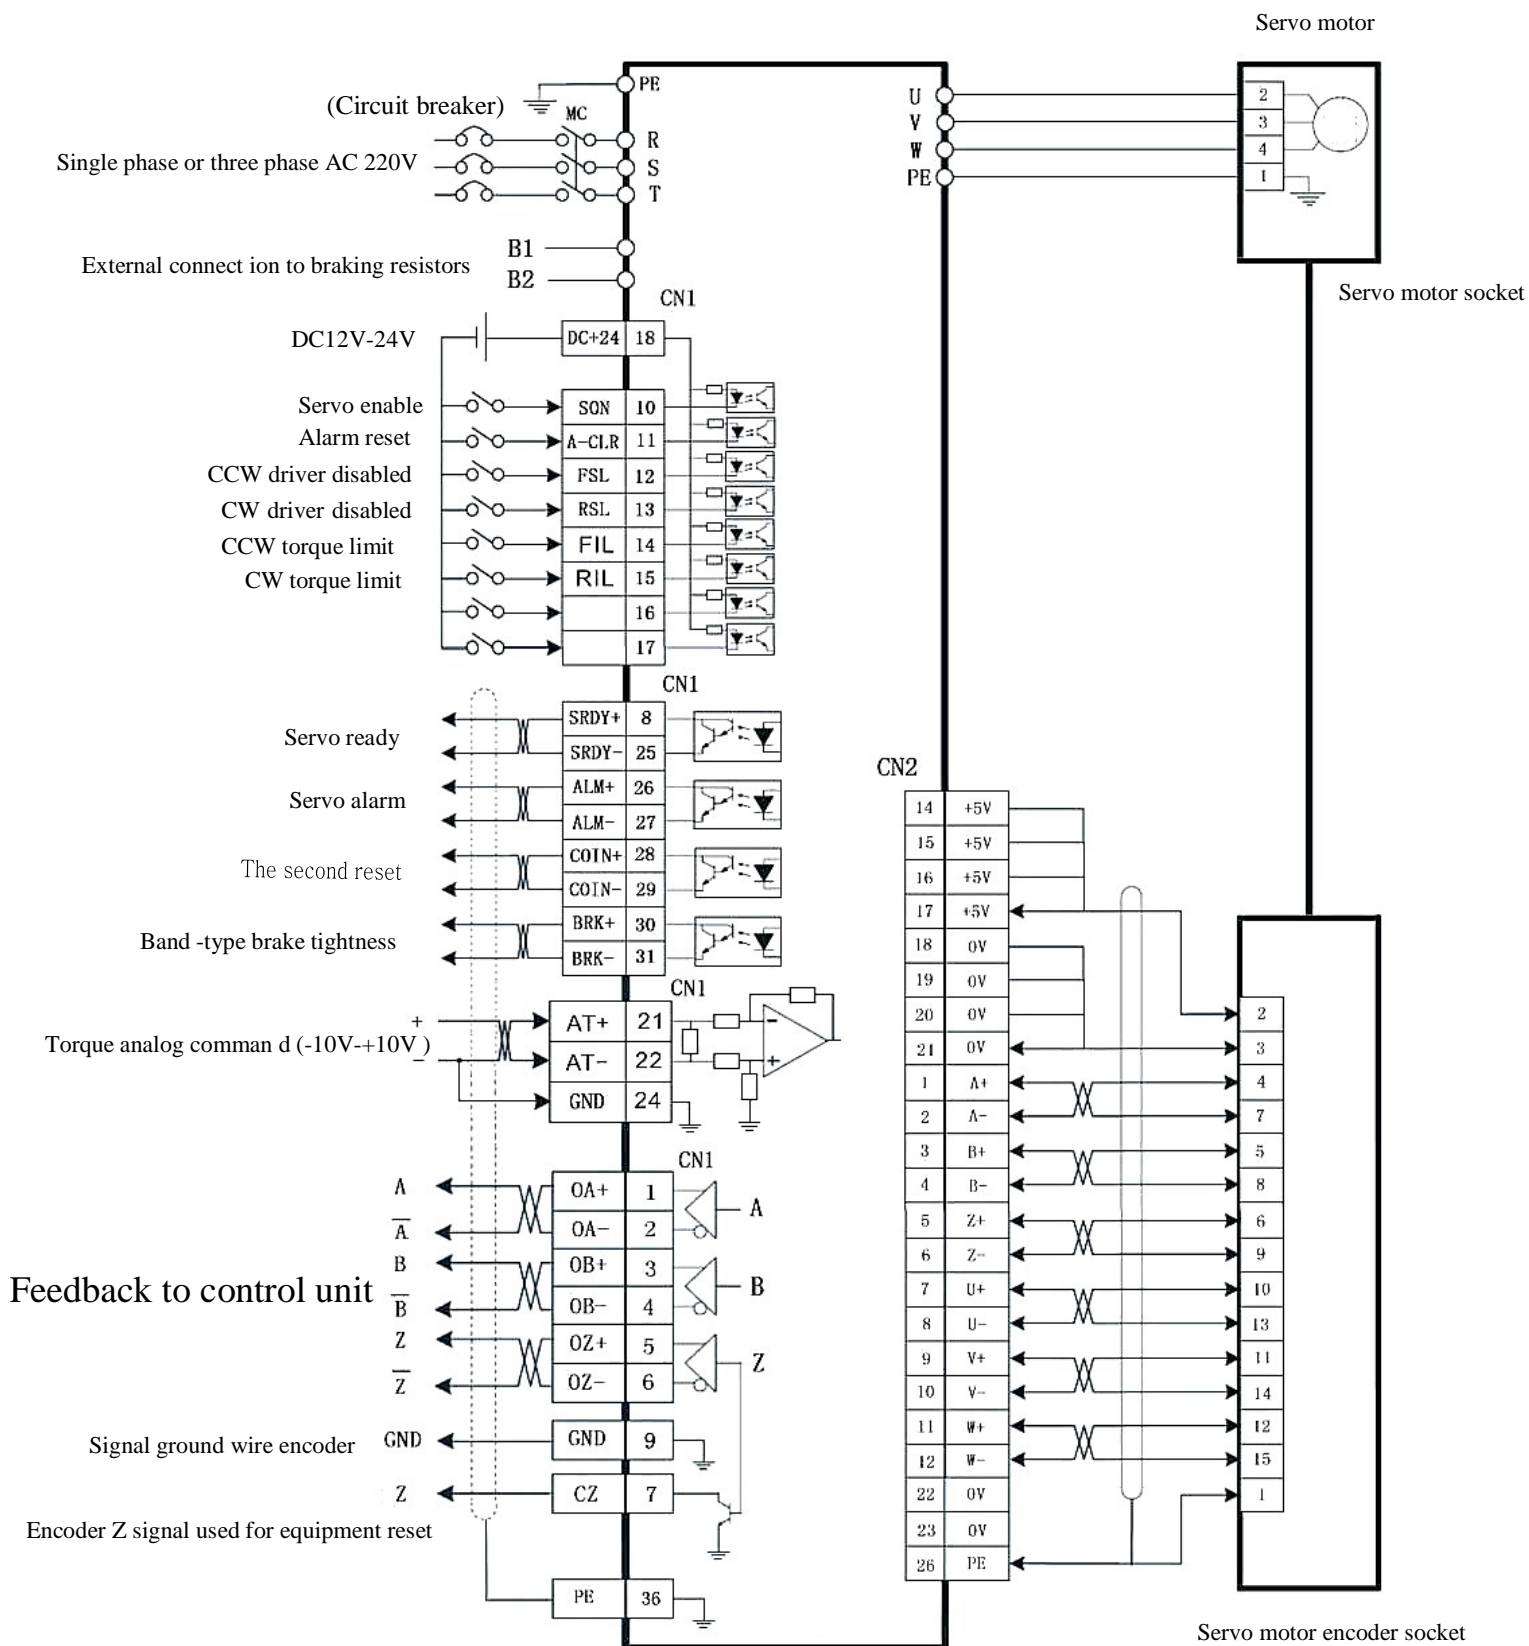 Servo motor
PE
(Circuit breaker)
MC
R
Single phase or three phase AC 220V
S
T
U
V
W
PE
2
3
4
1
B1
External connect ion to braking resistors
B2
Servo motor socket
CN1
DC12V-24V
DC+24 18
Servo enable SON 10
Alarm reset A-CLR 11
CCW driver disabled FSL 12
CW driver disabled RSL 13
CCW torque limit FIL 14
CW torque limit RIL 15
16
17
CN1
SRDY+ 8
Servo ready
SRDY- 25
ALM+ 26
Servo alarm
ALM- 27
COIN+ 28
The second reset
COIN- 29
BRK+ 30
Band -type brake tightness
BRK- 31
CN1
+ AT+ 21 - 
Torque analog comman d (-10V-+10V )
− AT- 22 +
GND 24
CN1
A OA+ 1
A
A̅ OA- 2
B OB+ 3
B
Feedback to control unit
B̅ OB- 4
Z OZ+ 5
Z
Z̅ OZ- 6
Signal ground wire encoder GND GND 9
Z CZ 7
Encoder Z signal used for equipment reset
PE 36
CN2
14 +5V
15 +5V
16 +5V
17 +5V
18 0V
19 0V
20 0V
21 0V
1 A+
2 A-
3 B+
4 B-
5 Z+
6 Z-
7 U+
8 U-
9 V+
10 V-
11 W+
12 W-
22 0V
23 0V
26 PE
2
3
4
7
5
8
6
9
10
13
11
14
12
15
1
Servo motor encoder socket